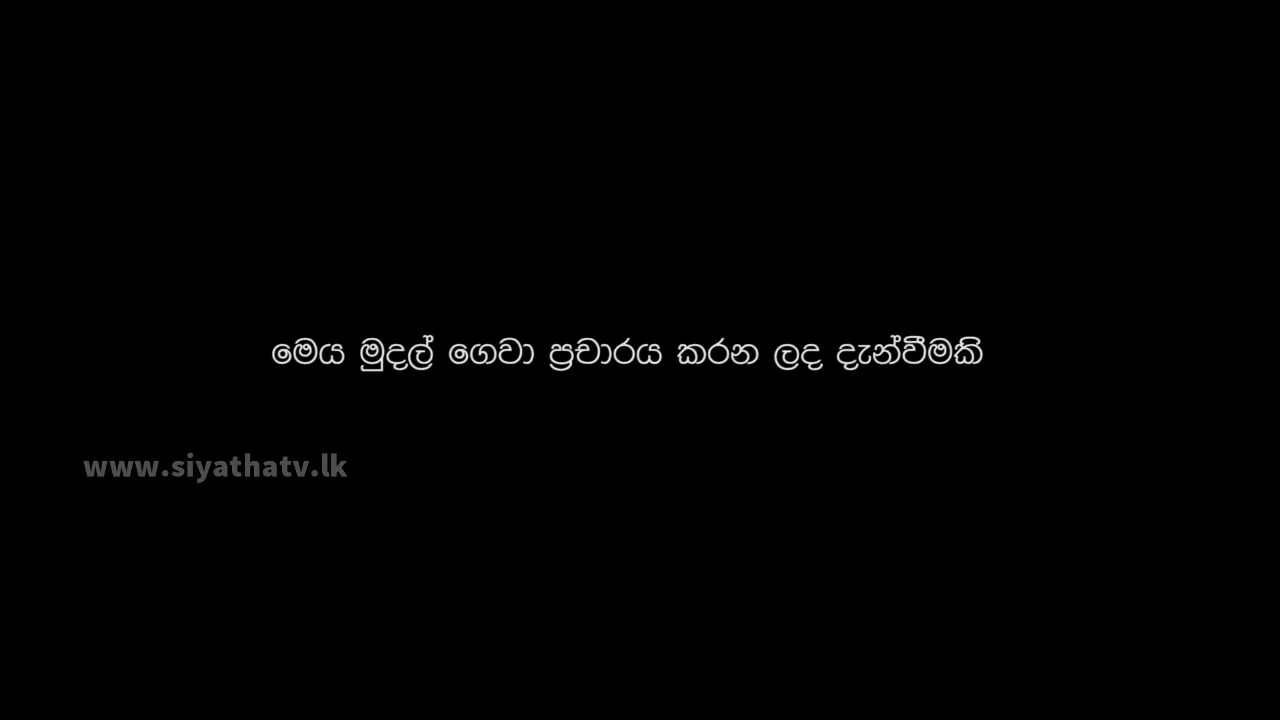 මෙය මුදල් ගෙවා ප්‍රචාරය කරන ලද දැන්වීමකි
www.siyathatv.lk